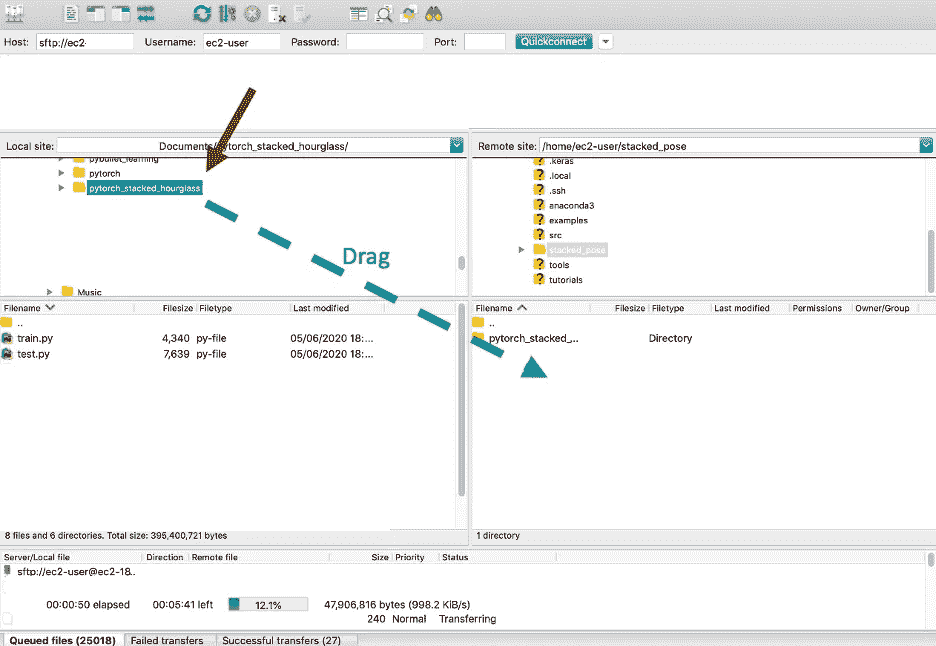 Host: sftp://ec2- Username: ec2-user Password: Port: Quickconnect
Local site: Documents/pytorch_stacked_hourglass/
pybullet_learning
pytorch
pytorch_stacked_hourglass
Music
Drag
Remote site: /home/ec2-user/stacked_pose
.keras
.local
.ssh
anaconda3
examples
src
stacked_pose
tools
tutorials
Filename Filesize Filetype Last modified
..
train.py 4,340 py-file 05/06/2020 18:...
test.py 7,639 py-file 05/06/2020 18:...
8 files and 6 directories. Total size: 395,400,721 bytes
Filename Filesize Filetype Last modified Permissions Owner/Group
..
pytorch_stacked_... Directory
1 directory
Server/Local file Direction Remote file Size Priority Status
sftp://ec2-user@ec2-18..
00:00:50 elapsed 00:05:41 left 12.1% 47,906,816 bytes (998.2 KiB/s)
240 Normal Transferring
Queued files (25018) Failed transfers Successful transfers (27)